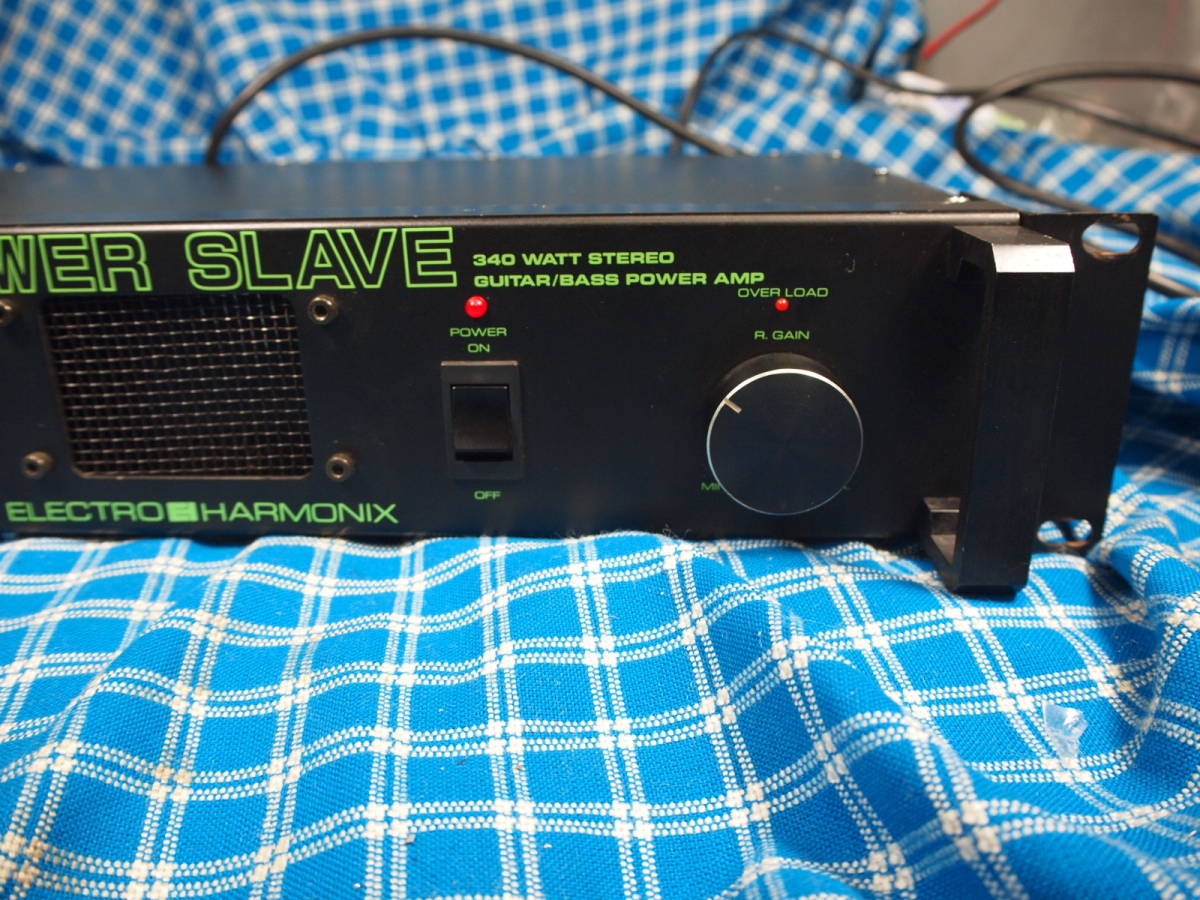 WER SLAVE
340 WATT STEREO
GUITAR/BASS POWER AMP
OVER LOAD
POWER
ON
R. GAIN
OFF
ELECTRO HARMONIX